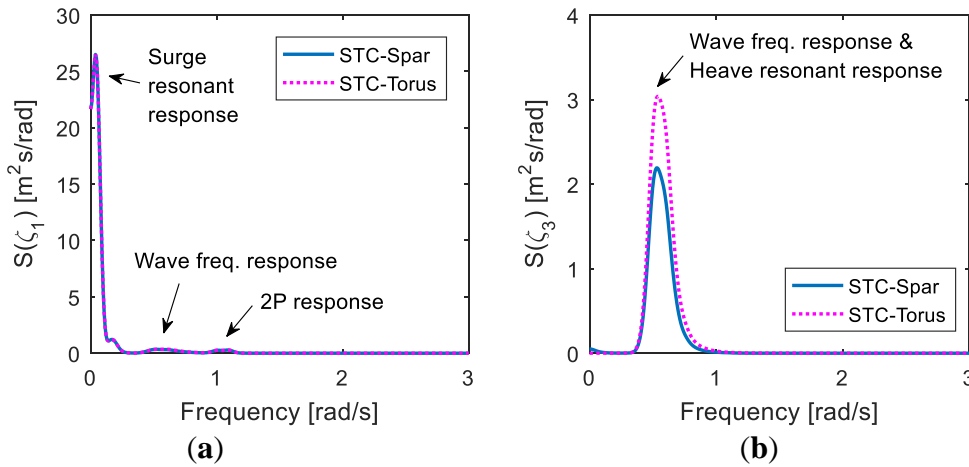 30
25
20
15
10
5
0
S(ζ₁) [m²s/rad]
Surge
resonant
response
STC-Spar
STC-Torus
Wave freq. response
2P response
0 1 2 3
Frequency [rad/s]
(a)
4
3
2
1
0
S(ζ₃) [m²s/rad]
Wave freq. response &
Heave resonant response
STC-Spar
STC-Torus
0 1 2 3
Frequency [rad/s]
(b)